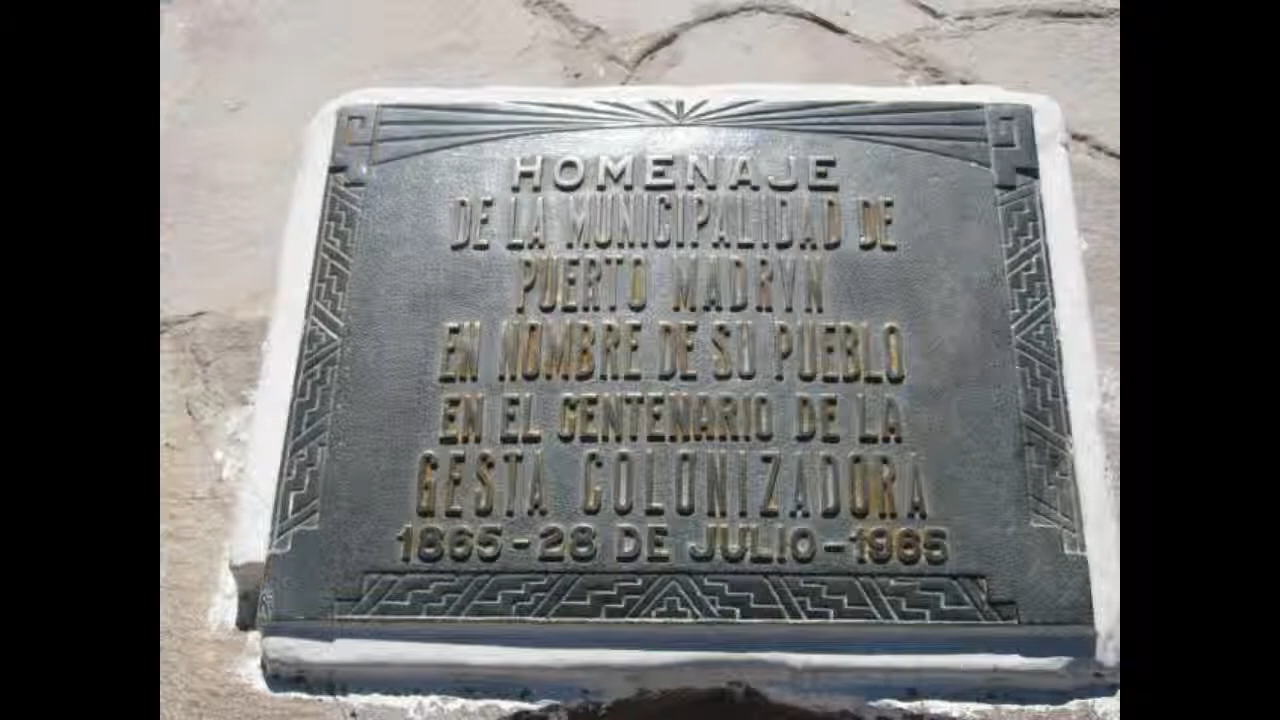 HOMENAJE
DE LA MUNICIPALIDAD DE
PUERTO MADRYN
EN NOMBRE DE SU PUEBLO
EN EL CENTENARIO DE LA
GESTA COLONIZADORA
1865-28 DE JULIO-1965